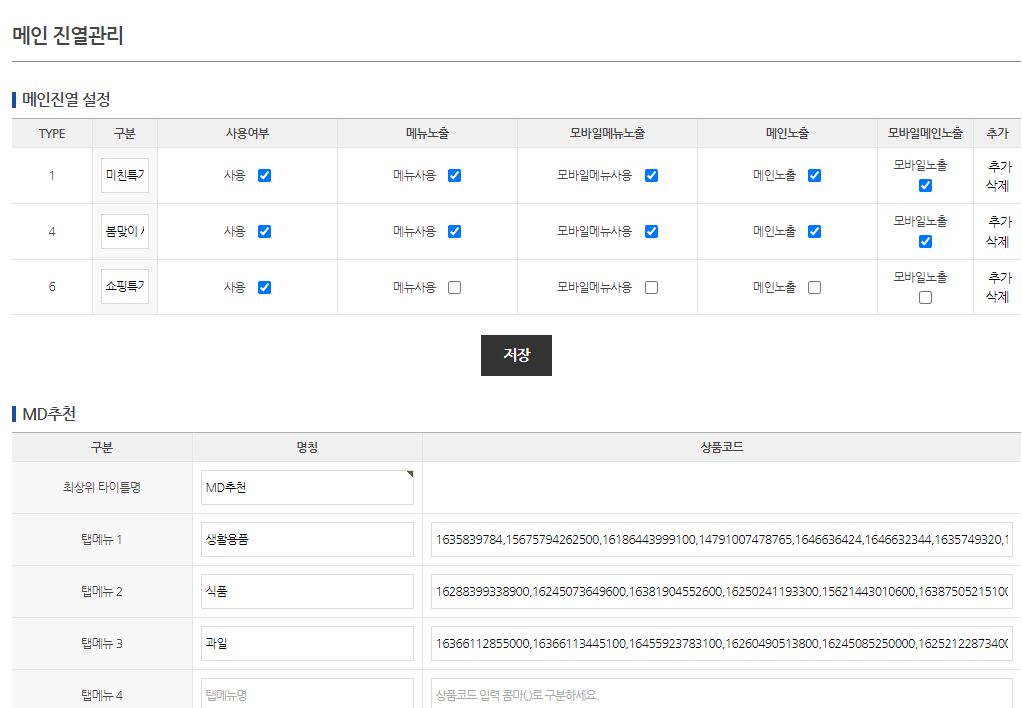 메인 진열관리
메인진열 설정
TYPE 구분 사용여부 메뉴노출 모바일메뉴노출 메인노출 모바일메인노출 추가
1 미친특가 사용 메뉴사용 모바일메뉴사용 메인노출 모바일노출 추가
삭제
4 봄맞이 사용 메뉴사용 모바일메뉴사용 메인노출 모바일노출 추가
삭제
6 쇼핑특가 사용 메뉴사용 모바일메뉴사용 메인노출 모바일노출 추가
삭제
저장
MD추천
구분 명칭 상품코드
최상위 타이틀명 MD추천
탭메뉴 1 생활용품 1635839784,15675794262500,16186443999100,14791007478765,1646636424,1646632344,1635749320,1
탭메뉴 2 식품 16288399338900,16245073649600,16381904552600,16250241193300,15621443010600,1638750521510
탭메뉴 3 과일 16366112855000,16366113445100,16455923783100,16260490513800,16245085250000,1625212287340
탭메뉴 4 탭메뉴명 상품코드 입력 콤마(,)로 구분하세요.